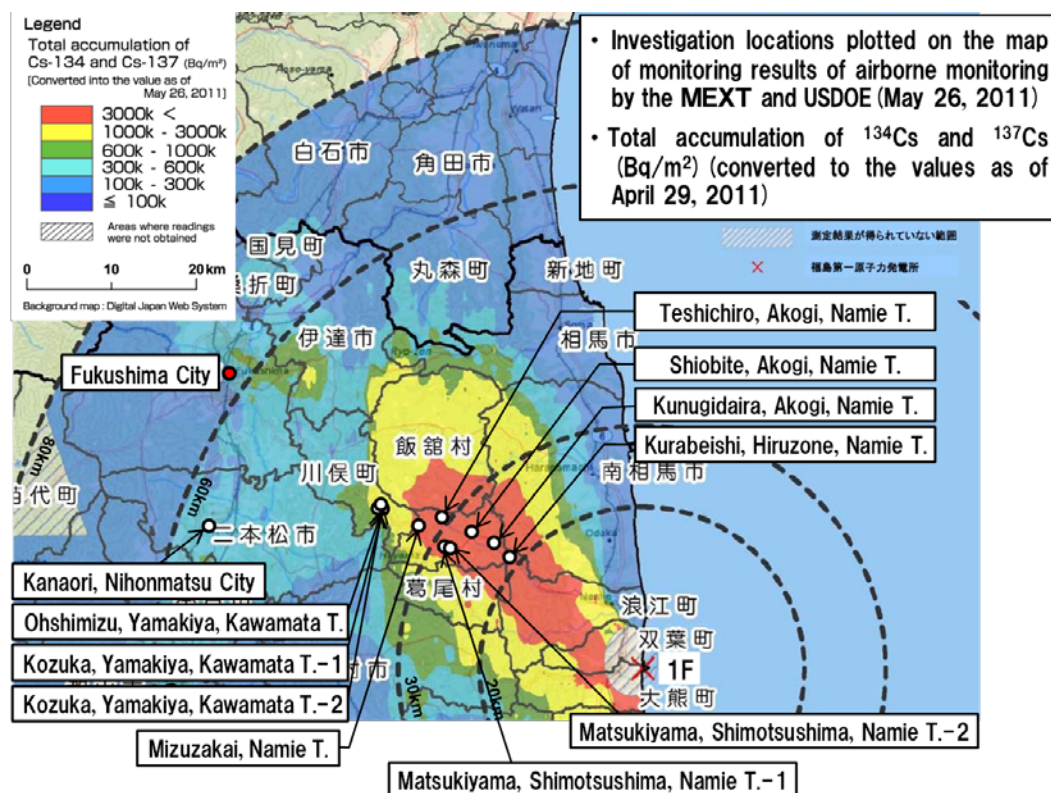 Legend
Total accumulation of
Cs-134 and Cs-137 (Bq/m²)
[Converted into the value as of
May 26, 2011]
3000k <
1000k - 3000k
600k - 1000k
300k - 600k
100k - 300k
≦ 100k
Areas where readings
were not obtained
0 10 20km
Background map : Digital Japan Web System
• Investigation locations plotted on the map
of monitoring results of airborne monitoring
by the MEXT and USDOE (May 26, 2011)
• Total accumulation of ¹³⁴Cs and ¹³⁷Cs
(Bq/m²) (converted to the values as of
April 29, 2011)
測定結果が得られていない範囲
福島第一原子力発電所
白石市
角田市
国見町
折町
丸森町
新地町
伊達市
相馬市
Teshichiro, Akogi, Namie T.
Shiobite, Akogi, Namie T.
Kunugidaira, Akogi, Namie T.
Kurabeishi, Hiruzone, Namie T.
Fukushima City
飯舘村
川俣町
南相馬市
Odaka
80km
60km
苗代町
二本松市
葛尾村
浪江町
双葉町
1F
大熊町
村市
30km
20km
Kanaori, Nihonmatsu City
Ohshimizu, Yamakiya, Kawamata T.
Kozuka, Yamakiya, Kawamata T.-1
Kozuka, Yamakiya, Kawamata T.-2
Mizuzakai, Namie T.
Matsukiyama, Shimotsushima, Namie T.-2
Matsukiyama, Shimotsushima, Namie T.-1